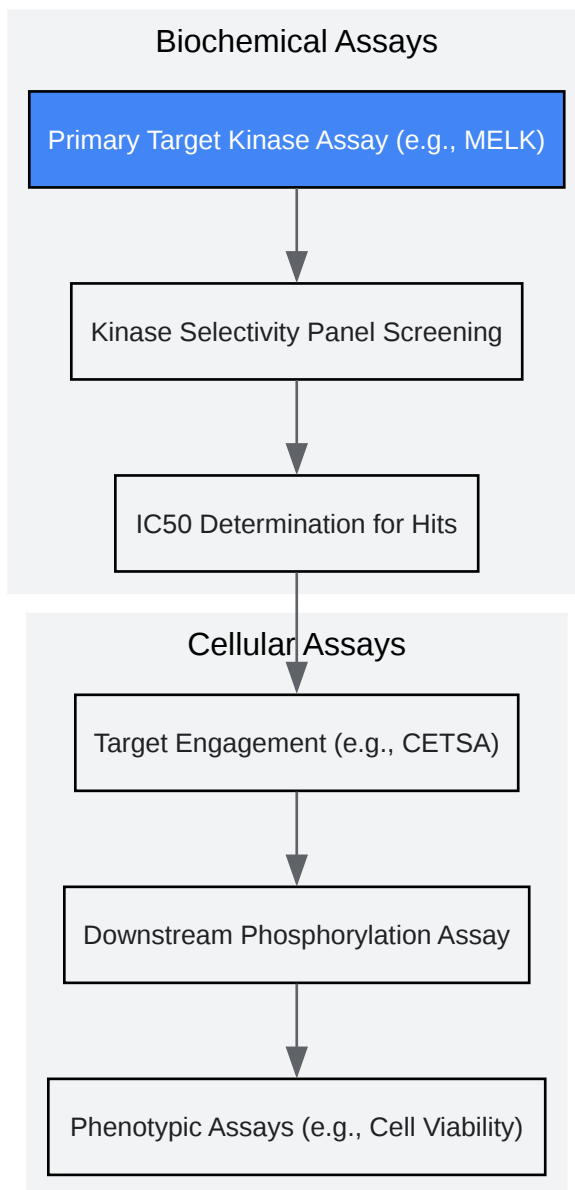 Biochemical Assays
Primary Target Kinase Assay (e.g., MELK)
Kinase Selectivity Panel Screening
IC50 Determination for Hits
Cellular Assays
Target Engagement (e.g., CETSA)
Downstream Phosphorylation Assay
Phenotypic Assays (e.g., Cell Viability)